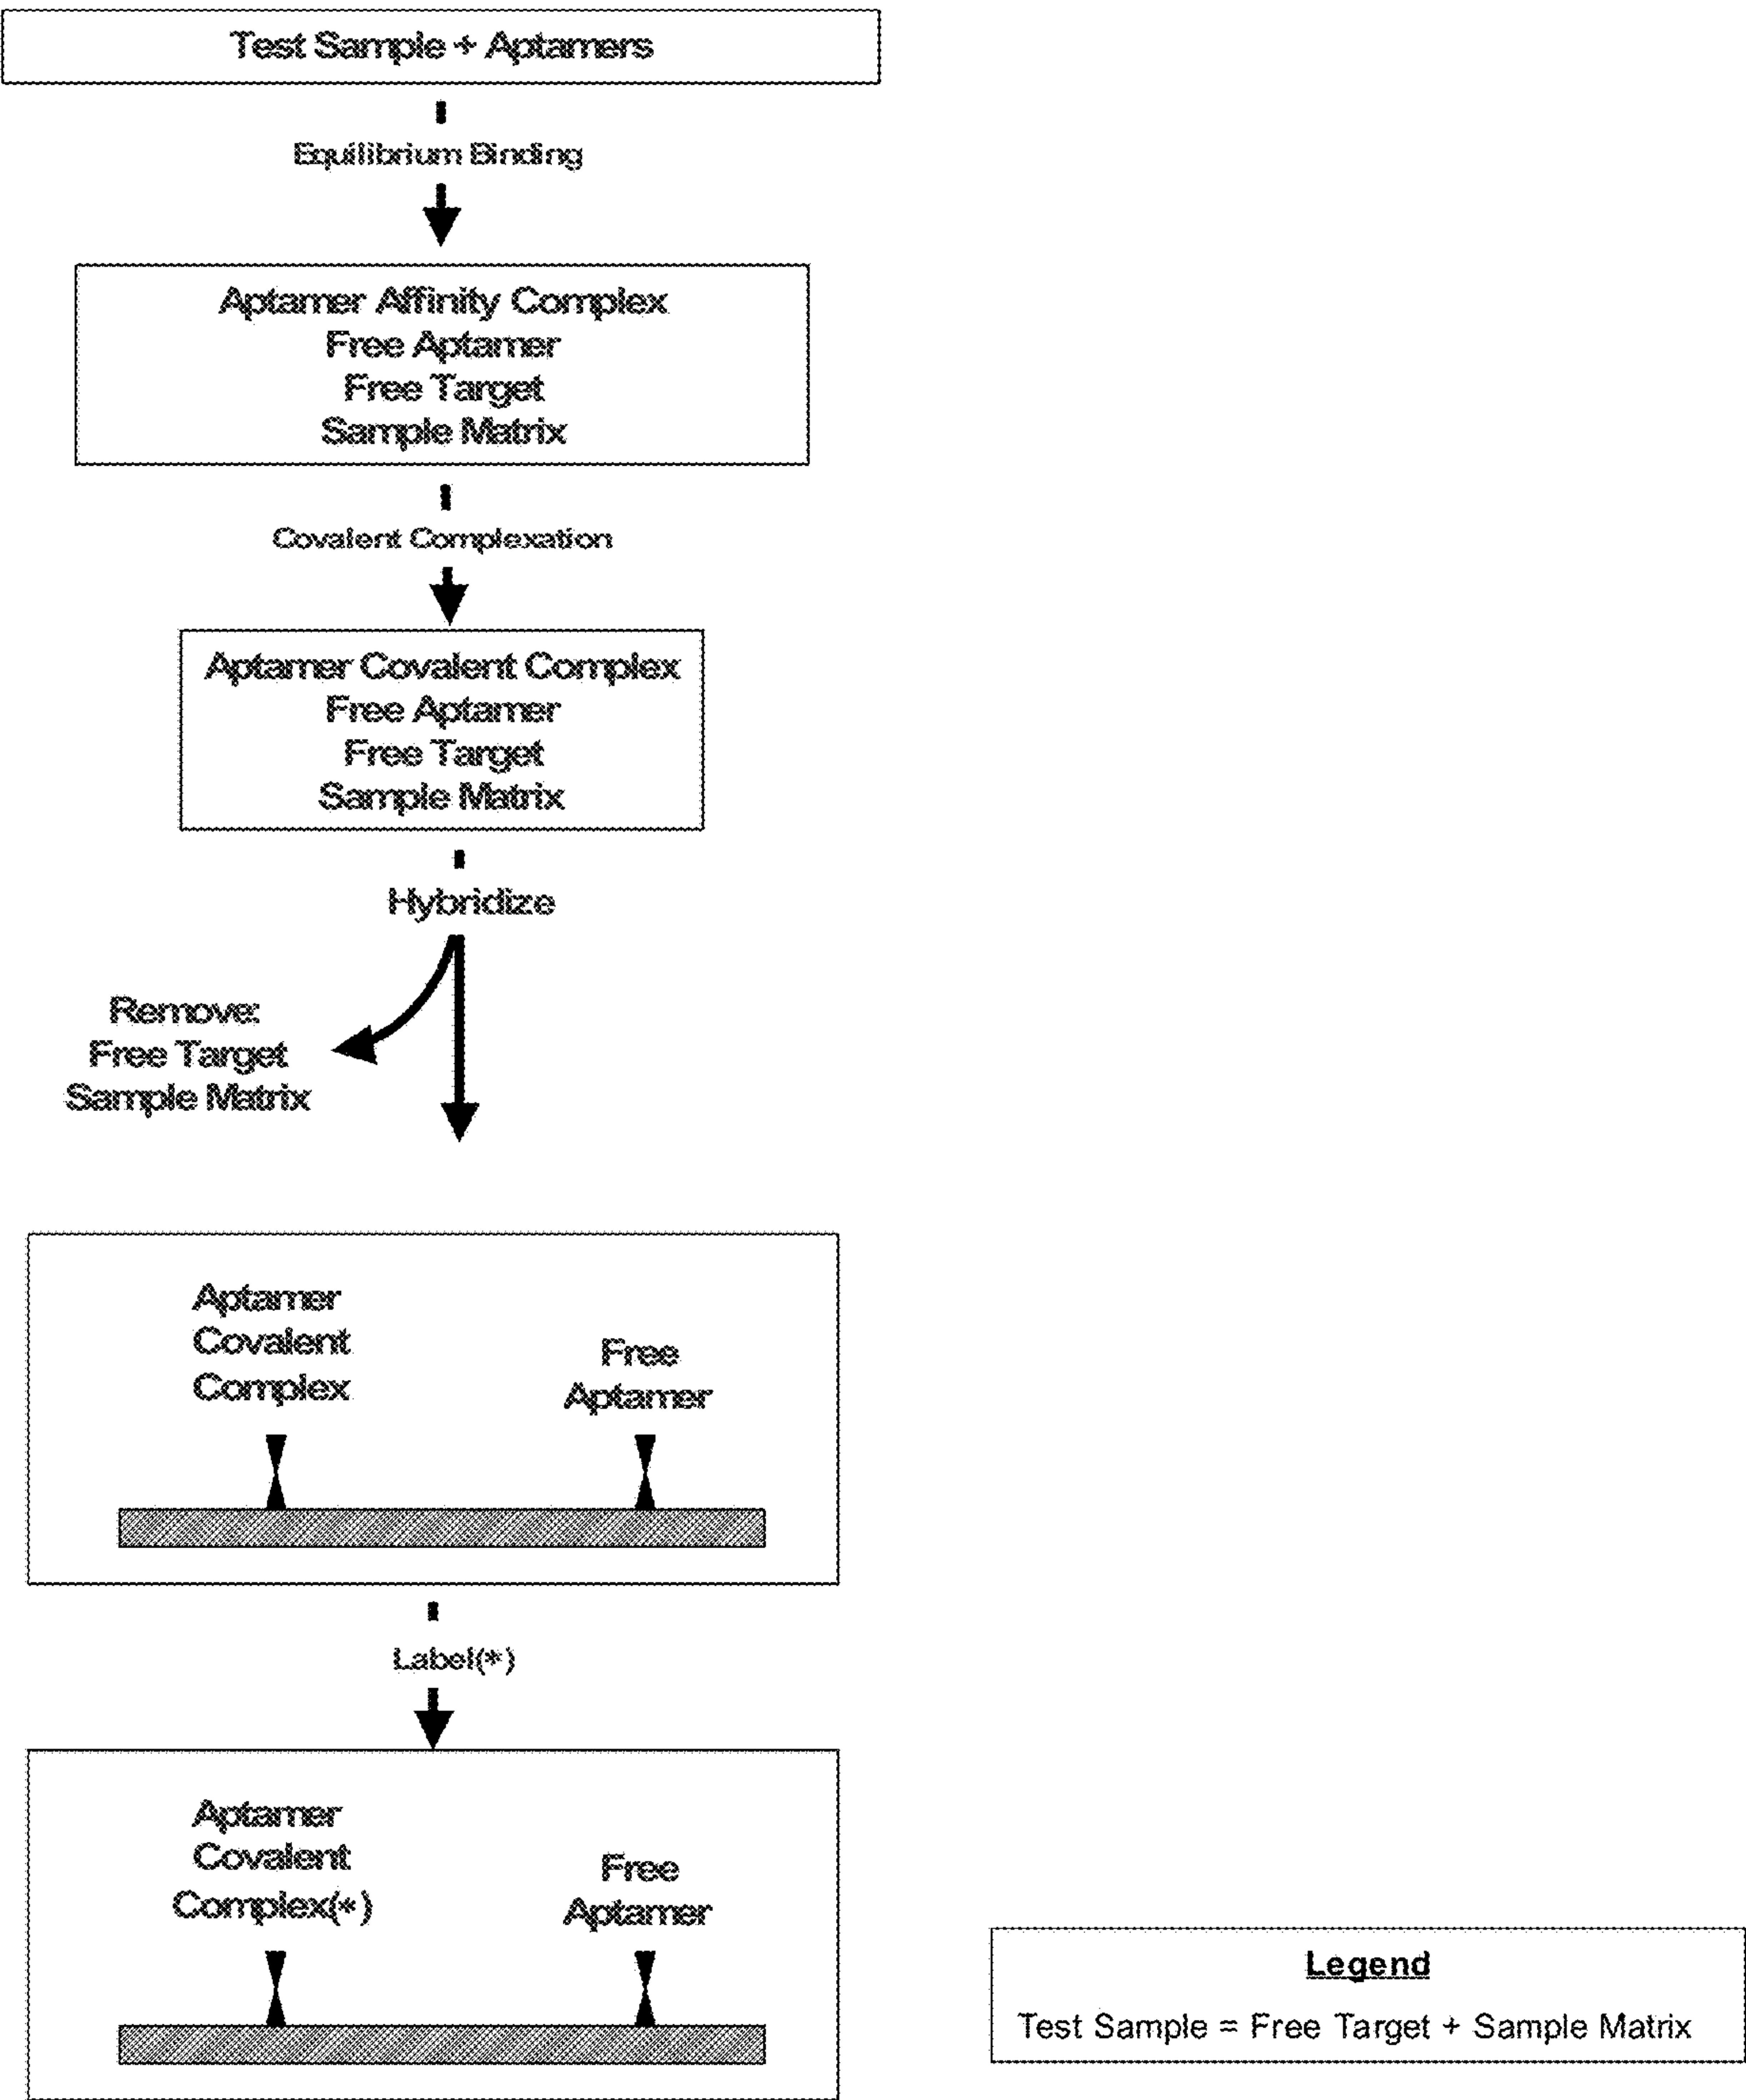 Test Sample + Aptamers
Equilibrium Binding
Aptamer Affinity Complex
Free Aptamer
Free Target
Sample Matrix
Covalent Complexation
Aptamer Covalent Complex
Free Aptamer
Free Target
Sample Matrix
Hybridize
Remove:
Free Target
Sample Matrix
Aptamer
Covalent
Complex
Free
Aptamer
Label(*)
Aptamer
Covalent
Complex(*)
Free
Aptamer
Legend
Test Sample = Free Target + Sample Matrix